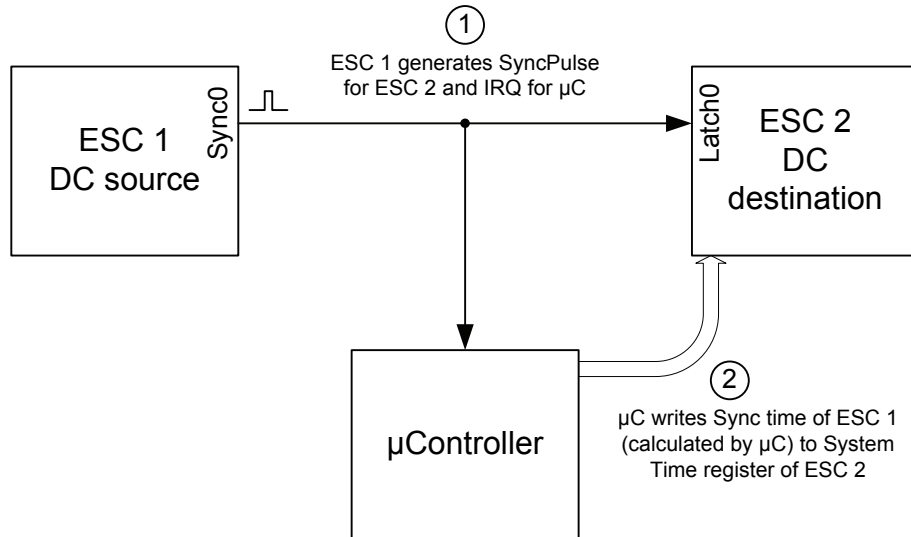 1
ESC 1 generates SyncPulse
for ESC 2 and IRQ for µC
ESC 1
DC source
Sync0
Latch0
ESC 2
DC
destination
µController
2
µC writes Sync time of ESC 1
(calculated by µC) to System
Time register of ESC 2